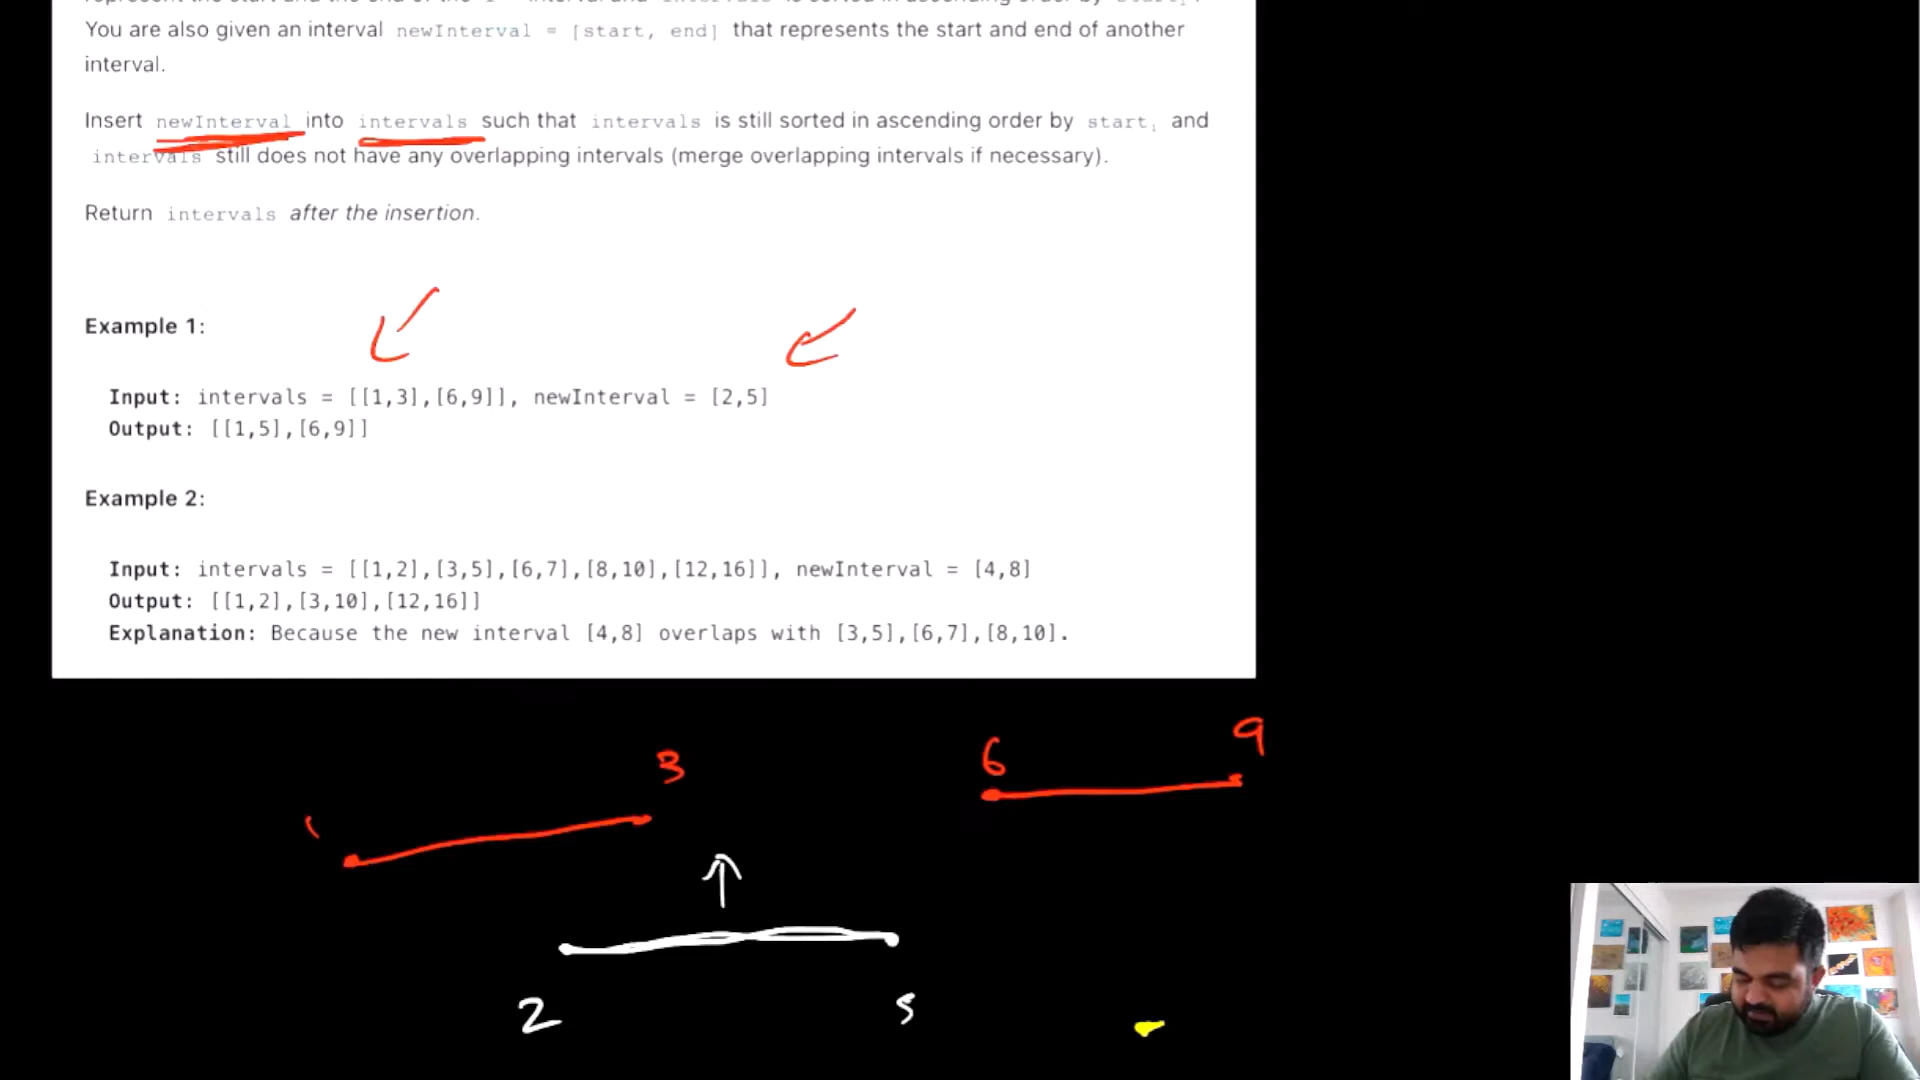 You are also given an interval newInterval = [start, end] that represents the start and end of another
interval.
Insert newInterval into intervals such that intervals is still sorted in ascending order by startᵢ and
intervals still does not have any overlapping intervals (merge overlapping intervals if necessary).
Return intervals after the insertion.
Example 1:
Input: intervals = [[1,3],[6,9]], newInterval = [2,5]
Output: [[1,5],[6,9]]
Example 2:
Input: intervals = [[1,2],[3,5],[6,7],[8,10],[12,16]], newInterval = [4,8]
Output: [[1,2],[3,10],[12,16]]
Explanation: Because the new interval [4,8] overlaps with [3,5],[6,7],[8,10].
1 3 6 9
2 5